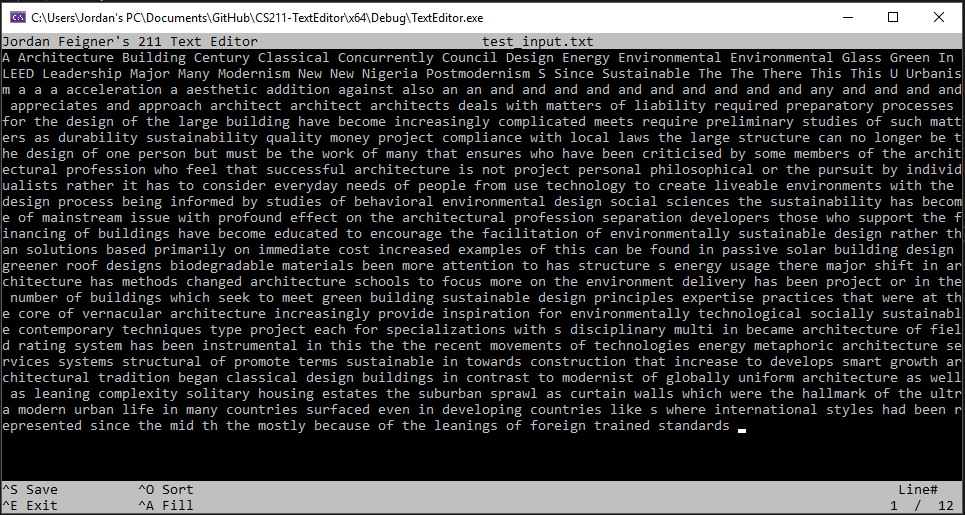 C:\Users\Jordan's PC\Documents\GitHub\CS211-TextEditor\x64\Debug\TextEditor.exe
Jordan Feigner's 211 Text Editor test_input.txt
A Architecture Building Century Classical Concurrently Council Design Energy Environmental Environmental Glass Green In
LEED Leadership Major Many Modernism New New Nigeria Postmodernism S Since Sustainable The The There This This U Urbanis
m a a a acceleration a aesthetic addition against also an an and and and and and and and and and and any and and and and
appreciates and approach architect architect architects deals with matters of liability required preparatory processes
for the design of the large building have become increasingly complicated meets require preliminary studies of such matt
ers as durability sustainability quality money project compliance with local laws the large structure can no longer be t
he design of one person but must be the work of many that ensures who have been criticised by some members of the archit
ectural profession who feel that successful architecture is not project personal philosophical or the pursuit by individ
ualists rather it has to consider everyday needs of people from use technology to create liveable environments with the
design process being informed by studies of behavioral environmental design social sciences the sustainability has becom
e of mainstream issue with profound effect on the architectural profession separation developers those who support the f
inancing of buildings have become educated to encourage the facilitation of environmentally sustainable design rather th
an solutions based primarily on immediate cost increased examples of this can be found in passive solar building design
greener roof designs biodegradable materials been more attention to has structure s energy usage there major shift in ar
chitecture has methods changed architecture schools to focus more on the environment delivery has been project or in the
number of buildings which seek to meet green building sustainable design principles expertise practices that were at th
e core of vernacular architecture increasingly provide inspiration for environmentally technological socially sustainabl
e contemporary techniques type project each for specializations with s disciplinary multi in became architecture of fiel
d rating system has been instrumental in this the the recent movements of technologies energy metaphoric architecture se
rvices systems structural of promote terms sustainable in towards construction that increase to develops smart growth ar
chitectural tradition began classical design buildings in contrast to modernist of globally uniform architecture as well
as leaning complexity solitary housing estates the suburban sprawl as curtain walls which were the hallmark of the ultr
a modern urban life in many countries surfaced even in developing countries like s where international styles had been r
epresented since the mid th the mostly because of the leanings of foreign trained standards
^S Save ^O Sort Line#
^E Exit ^A Fill 1 / 12